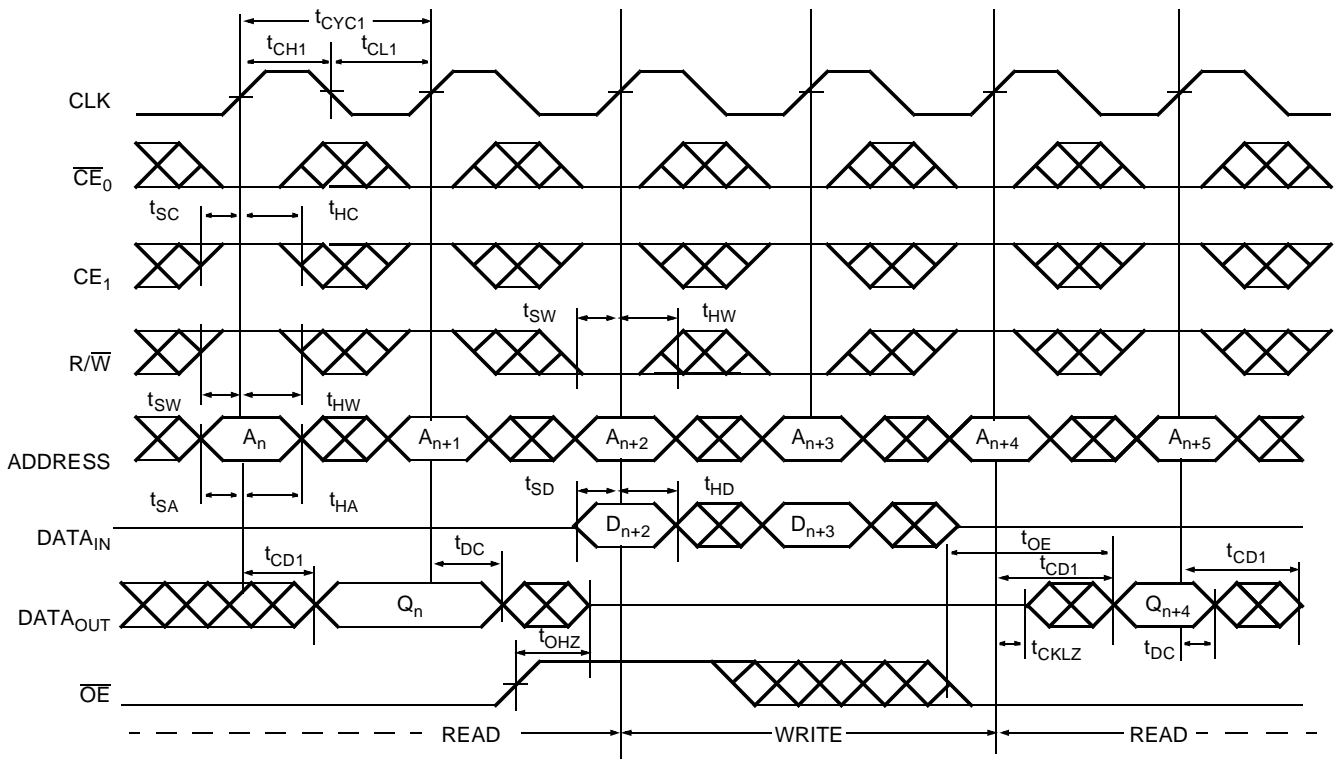 tCYC1
tCH1 tCL1
CLK
CE0
tSC tHC
CE1
tSW tHW
R/W
tSW tHW
An An+1 An+2 An+3 An+4 An+5
ADDRESS
tSA tHA tSD tHD
Dn+2 Dn+3
DATAIN
tCD1 tDC tOE tCD1 tCD1
Qn Qn+4
DATAOUT
tOHZ tCKLZ tDC
OE
READ WRITE READ